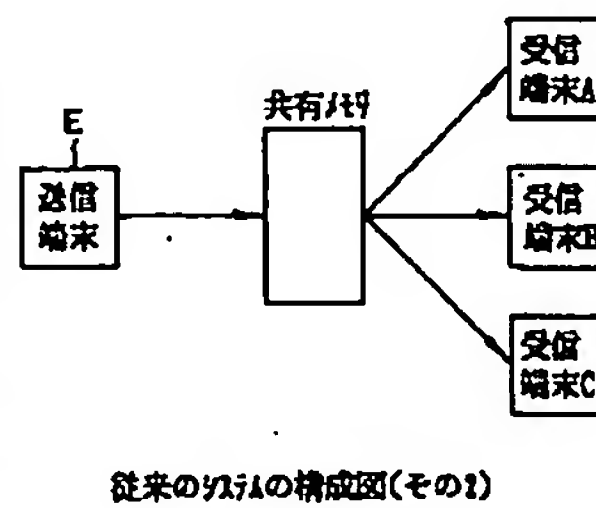 E
送信
端末
共有メモリ
受信
端末A
受信
端末B
受信
端末C
従来のシステムの構成図(その2)